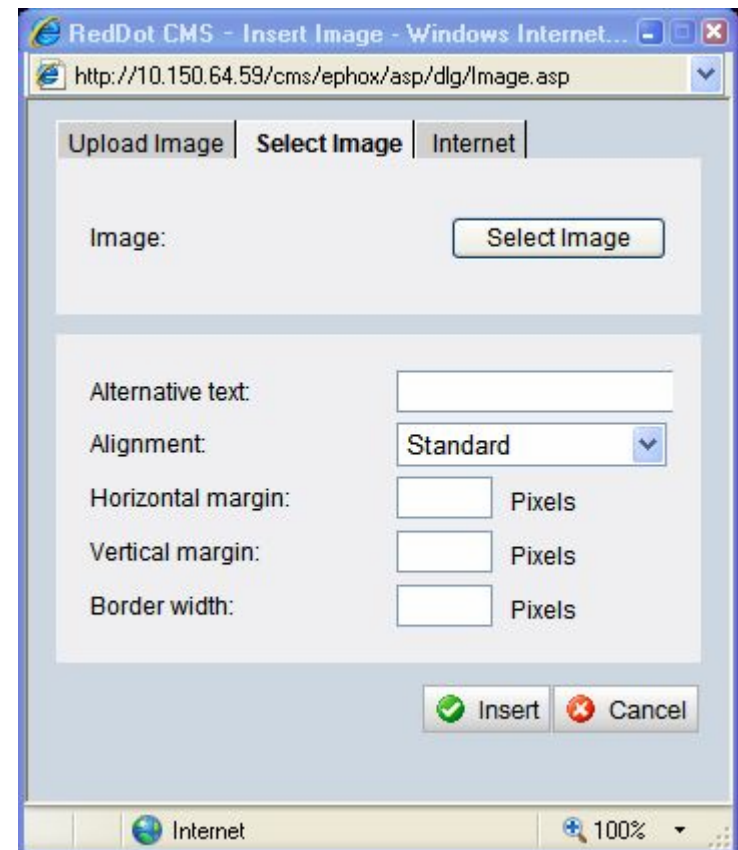 RedDot CMS - Insert Image - Windows Internet...
http://10.150.64.59/cms/ephox/asp/dlg/Image.asp
Upload Image Select Image Internet
Image: Select Image
Alternative text:
Alignment: Standard
Horizontal margin: Pixels
Vertical margin: Pixels
Border width: Pixels
Insert Cancel
Internet 100%